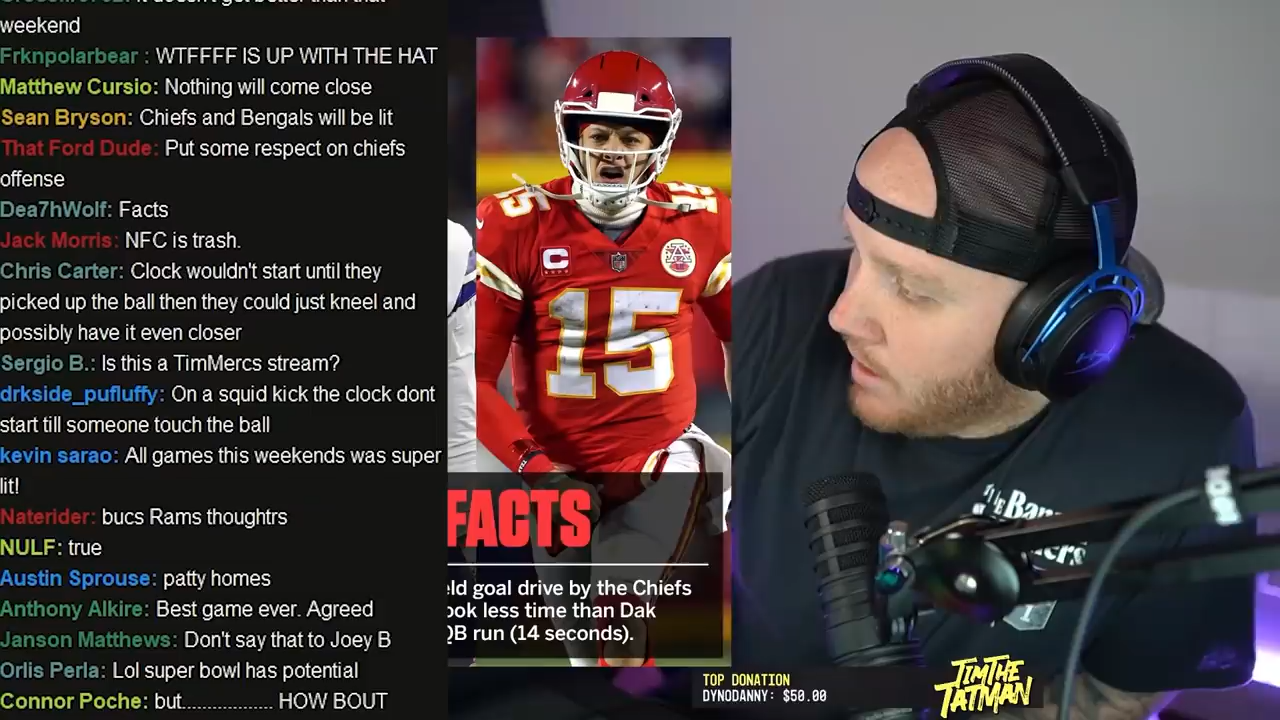 weekend
Frknpolarbear : WTFFFF IS UP WITH THE HAT
Matthew Cursio: Nothing will come close
Sean Bryson: Chiefs and Bengals will be lit
That Ford Dude: Put some respect on chiefs
offense
Dea7hWolf: Facts
Jack Morris: NFC is trash.
Chris Carter: Clock wouldn't start until they
picked up the ball then they could just kneel and
possibly have it even closer
Sergio B.: Is this a TimMercs stream?
drkside_pufluffy: On a squid kick the clock dont
start till someone touch the ball
kevin sarao: All games this weekends was super
lit!
Naterider: bucs Rams thoughtrs
NULF: true
Austin Sprouse: patty homes
Anthony Alkire: Best game ever. Agreed
Janson Matthews: Don't say that to Joey B
Orlis Perla: Lol super bowl has potential
Connor Poche: but.................. HOW BOUT
15
15
C
15
FACTS
eld goal drive by the Chiefs
ook less time than Dak
QB run (14 seconds).
TOP DONATION
DYNODANNY: $50.00
TIMTHE
TATMAN